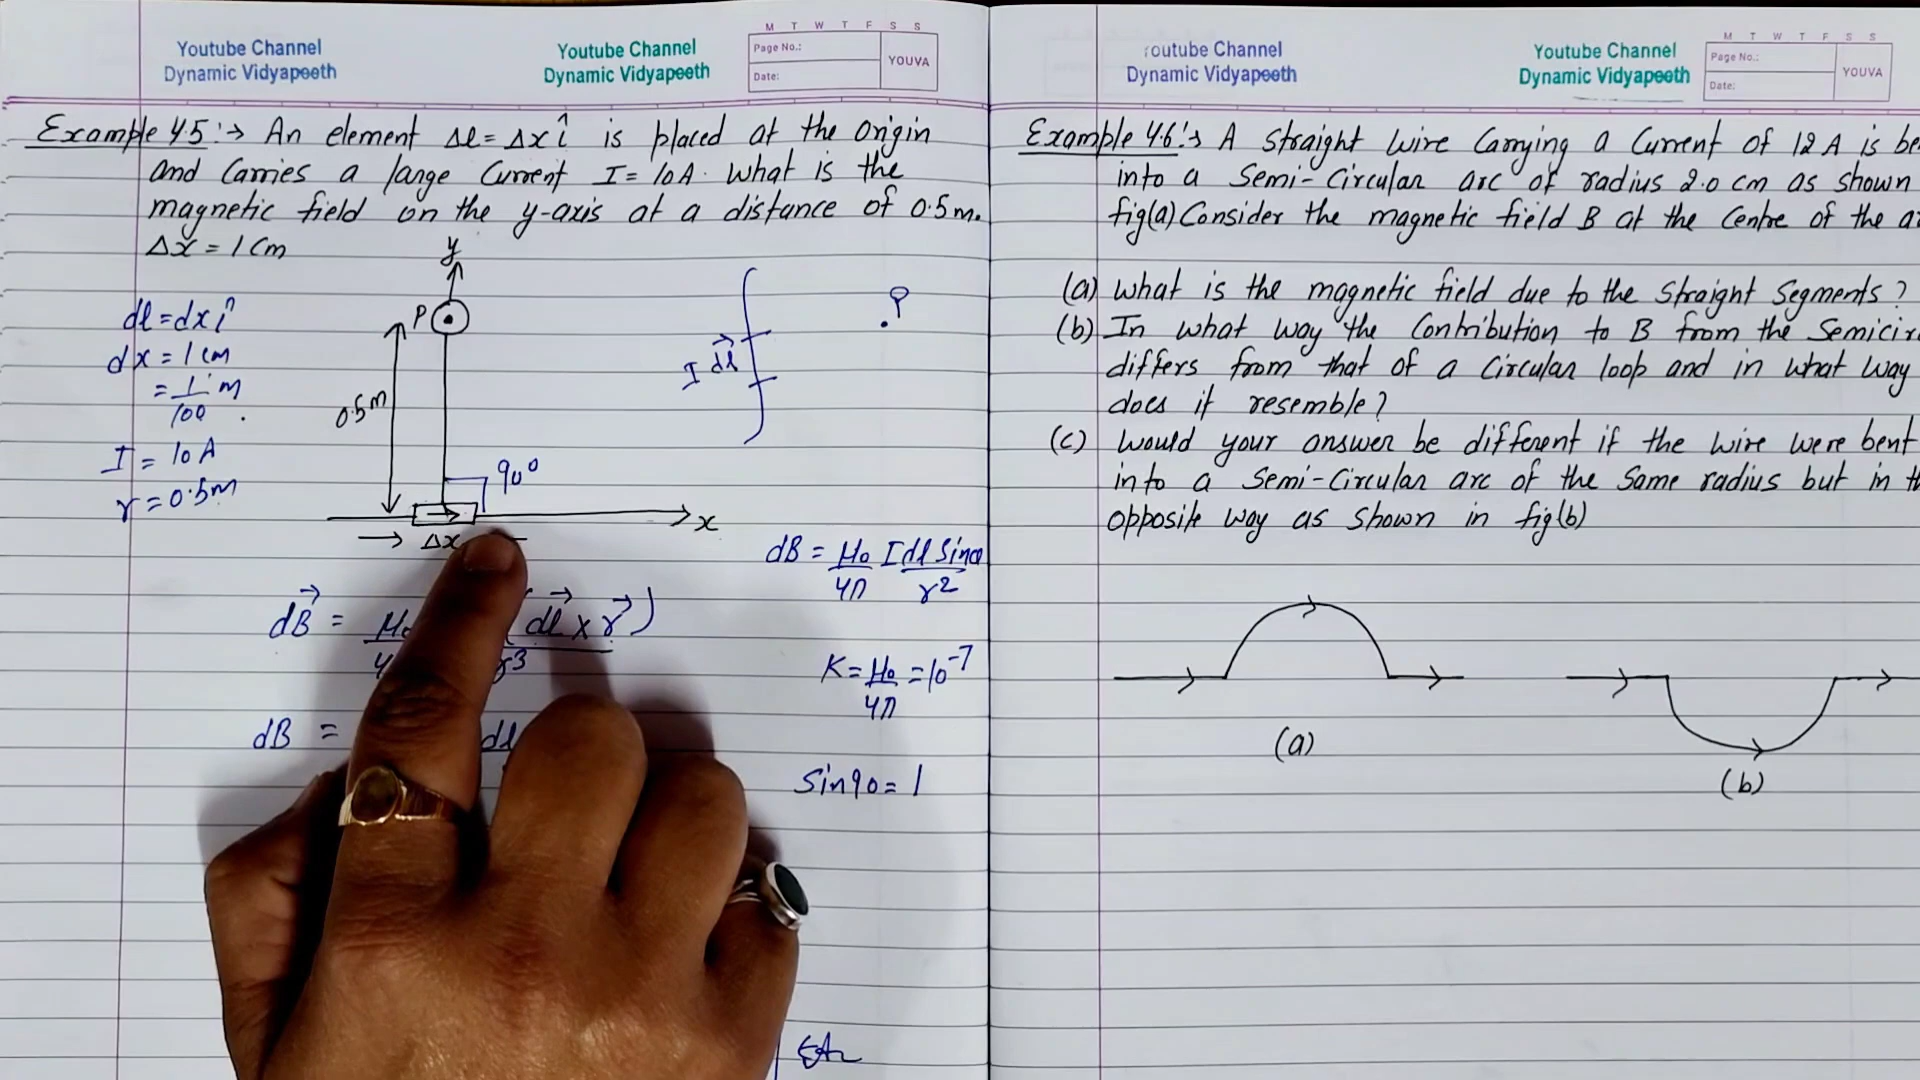 Youtube Channel
Dynamic Vidyapeeth
Youtube Channel
Dynamic Vidyapeeth
M T W T F S S
Page No.:
Date:
YOUVA
Example 4.5 :→ An element Δl = Δx î is placed at the origin
and Carries a large Current I = 10A. What is the
magnetic field on the y-axis at a distance of 0.5m.
Δx = 1 Cm
dl = dx î
dx = 1 cm
= 1/100 m
I = 10 A
r = 0.5m
y
P
0.5m
90°
x
Δx
I dl
P
dB = μ0/4π I dl Sinθ/r2
dB =
(dl × r)
r3
K = μ0/4π = 10-7
dB =
dl
Sin90 = 1
Youtube Channel
Dynamic Vidyapeeth
Youtube Channel
Dynamic Vidyapeeth
M T W T F S S
Page No.:
Date:
YOUVA
Example 4.6 :→ A Straight Wire Carrying a Current of 12 A is
into a Semi-Circular arc of radius 2.0 cm as shown
fig(a) Consider the magnetic field B at the Centre of the
(a) What is the magnetic field due to the Straight Segments?
(b) In what way the Contribution to B from the
differs from that of a Circular loop and in what way
does it resemble?
(c) Would your answer be different if the wire were bent
into a Semi-Circular arc of the Same radius but in
opposite way as Shown in fig(b)
(a)
(b)